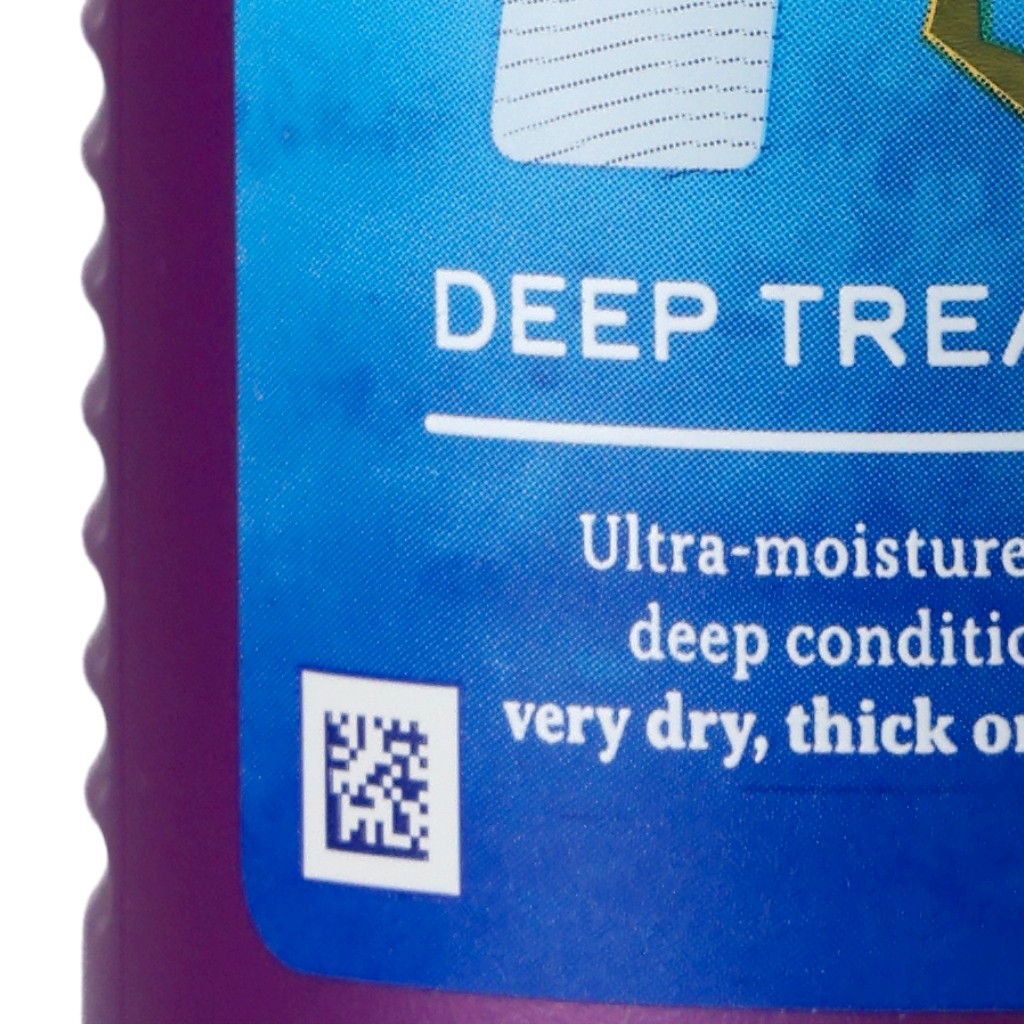 DEEP TREA
Ultra-moisture
deep conditio
very dry, thick or